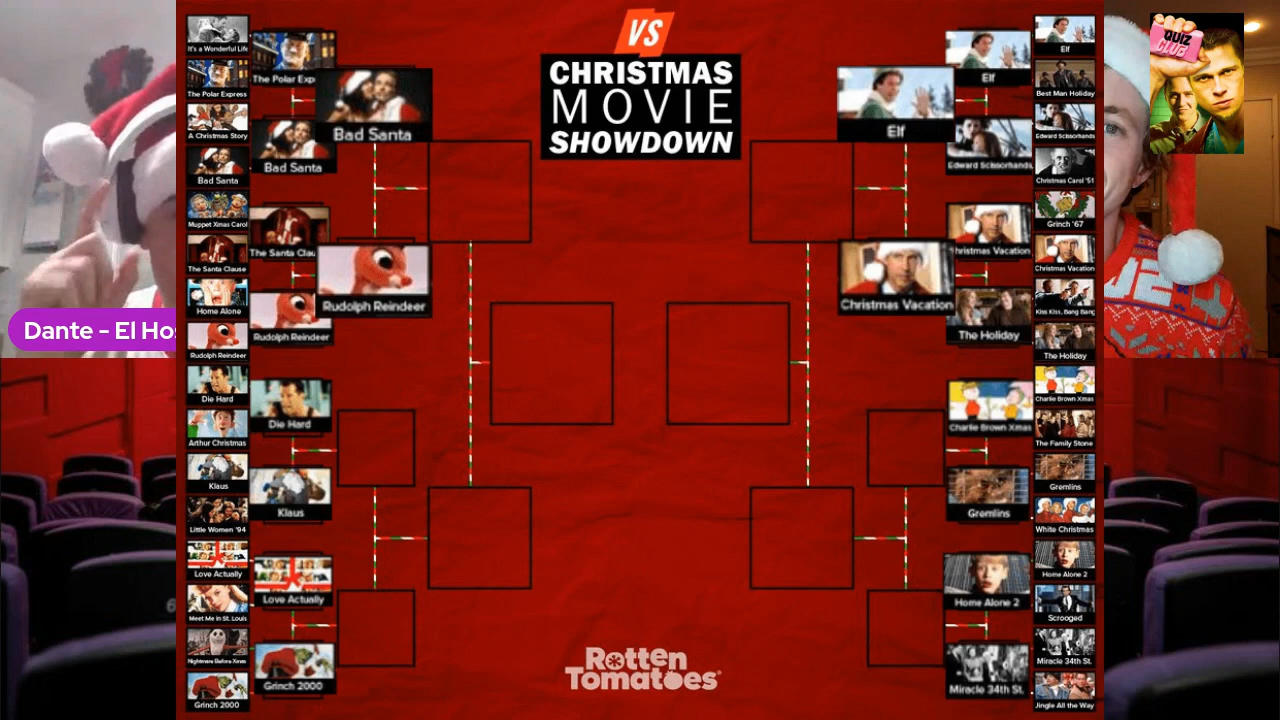 VS
CHRISTMAS
MOVIE
SHOWDOWN
QUIZ
CLUB
It's a Wonderful Life
The Polar Express
A Christmas Story
Bad Santa
Muppet Xmas Carol
The Santa Clause
Home Alone
Rudolph Reindeer
Die Hard
Arthur Christmas
Klaus
Little Women '94
Love Actually
Meet Me in St. Louis
Nightmare Before Xmas
Grinch 2000
The Polar Exp
Bad Santa
The Santa Clau
Rudolph Reindeer
Die Hard
Klaus
Love Actually
Grinch 2000
Bad Santa
Rudolph Reindeer
Elf
Christmas Vacation
Elf
Edward Scissorhands
hristmas Vacation
The Holiday
Charlie Brown Xmas
Gremlins
Home Alone 2
Miracle 34th St.
Elf
Best Man Holiday
Edward Scissorhands
Christmas Carol '51
Grinch '67
Christmas Vacation
Kiss Kiss, Bang Bang
The Holiday
Charlie Brown Xmas
The Family Stone
Gremlins
White Christmas
Home Alone 2
Scrooged
Miracle 34th St.
Jingle All the Way
Dante - El Hos
Rotten
Tomatoes